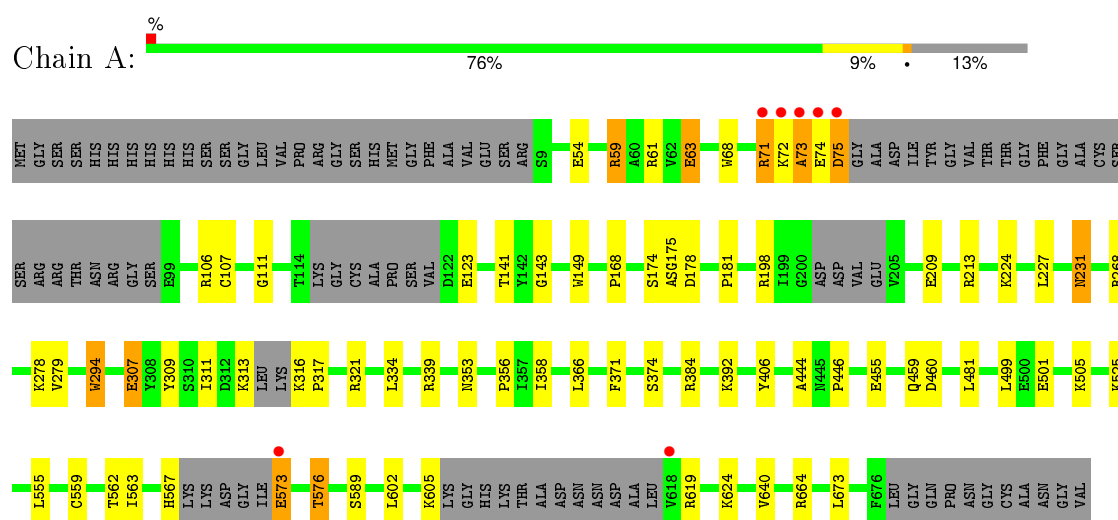 %
Chain A:
76% 9% • 13%
MET GLY SER SER HIS HIS HIS HIS HIS HIS SER SER GLY LEU VAL PRO ARG GLY SER HIS MET GLY PHE ALA VAL GLU SER ARG S9 E54 R59 A60 R61 V62 E63 W68 R71 K72 A73 E74 D75 GLY ALA ASP ILE TYR GLY VAL THR THR GLY PHE GLY ALA CYS SER
SER ARG ARG THR ASN ARG GLY SER E99 R106 C107 G111 T114 LYS GLY CYS ALA PRO SER VAL D122 E123 T141 Y142 G143 W149 P168 S174 ASG175 D178 P181 R198 I199 G200 ASP ASP VAL GLU V205 E209 R213 K224 L227 N231 R268
K278 V279 W294 E307 Y308 Y309 S310 I311 D312 K313 LEU LYS K316 P317 R321 L334 R339 N353 P356 I357 I358 L366 F371 S374 R384 K392 Y406 A444 N445 P446 E455 Q459 D460 L481 L499 E500 E501 K505 K525
L555 C559 T562 I563 H567 LYS LYS ASP GLY ILE E573 T576 S589 L602 K605 LYS GLY HIS LYS THR ALA ASP ASN ASN ASP ALA LEU V618 R619 K624 V640 R664 L673 F676 LEU GLY GLN PRO ASN GLY CYS ALA ASN GLY VAL